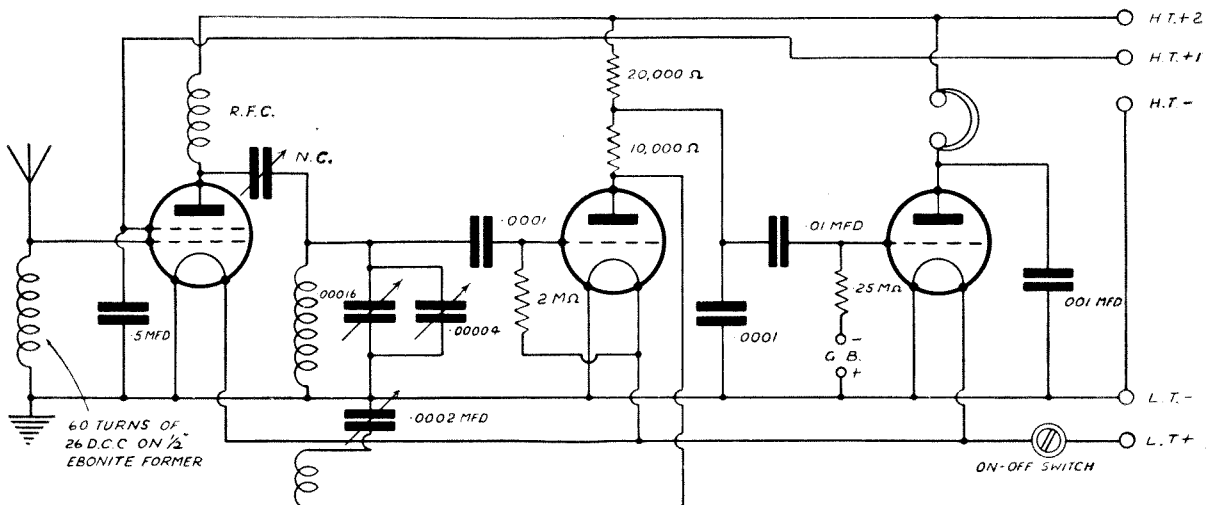 H.T.+2
H.T.+1
H.T.-
20,000 Ω
R.F.C.
10,000 Ω
N.C.
.0001
.01 MFD
.00016
2 MΩ
.25 MΩ
.001 MFD
.5 MFD
.00004
.0001
-
G.B.
+
L.T.-
.0002 MFD
60 TURNS OF
26 D.C.C ON ½"
EBONITE FORMER
L.T+
ON-OFF SWITCH